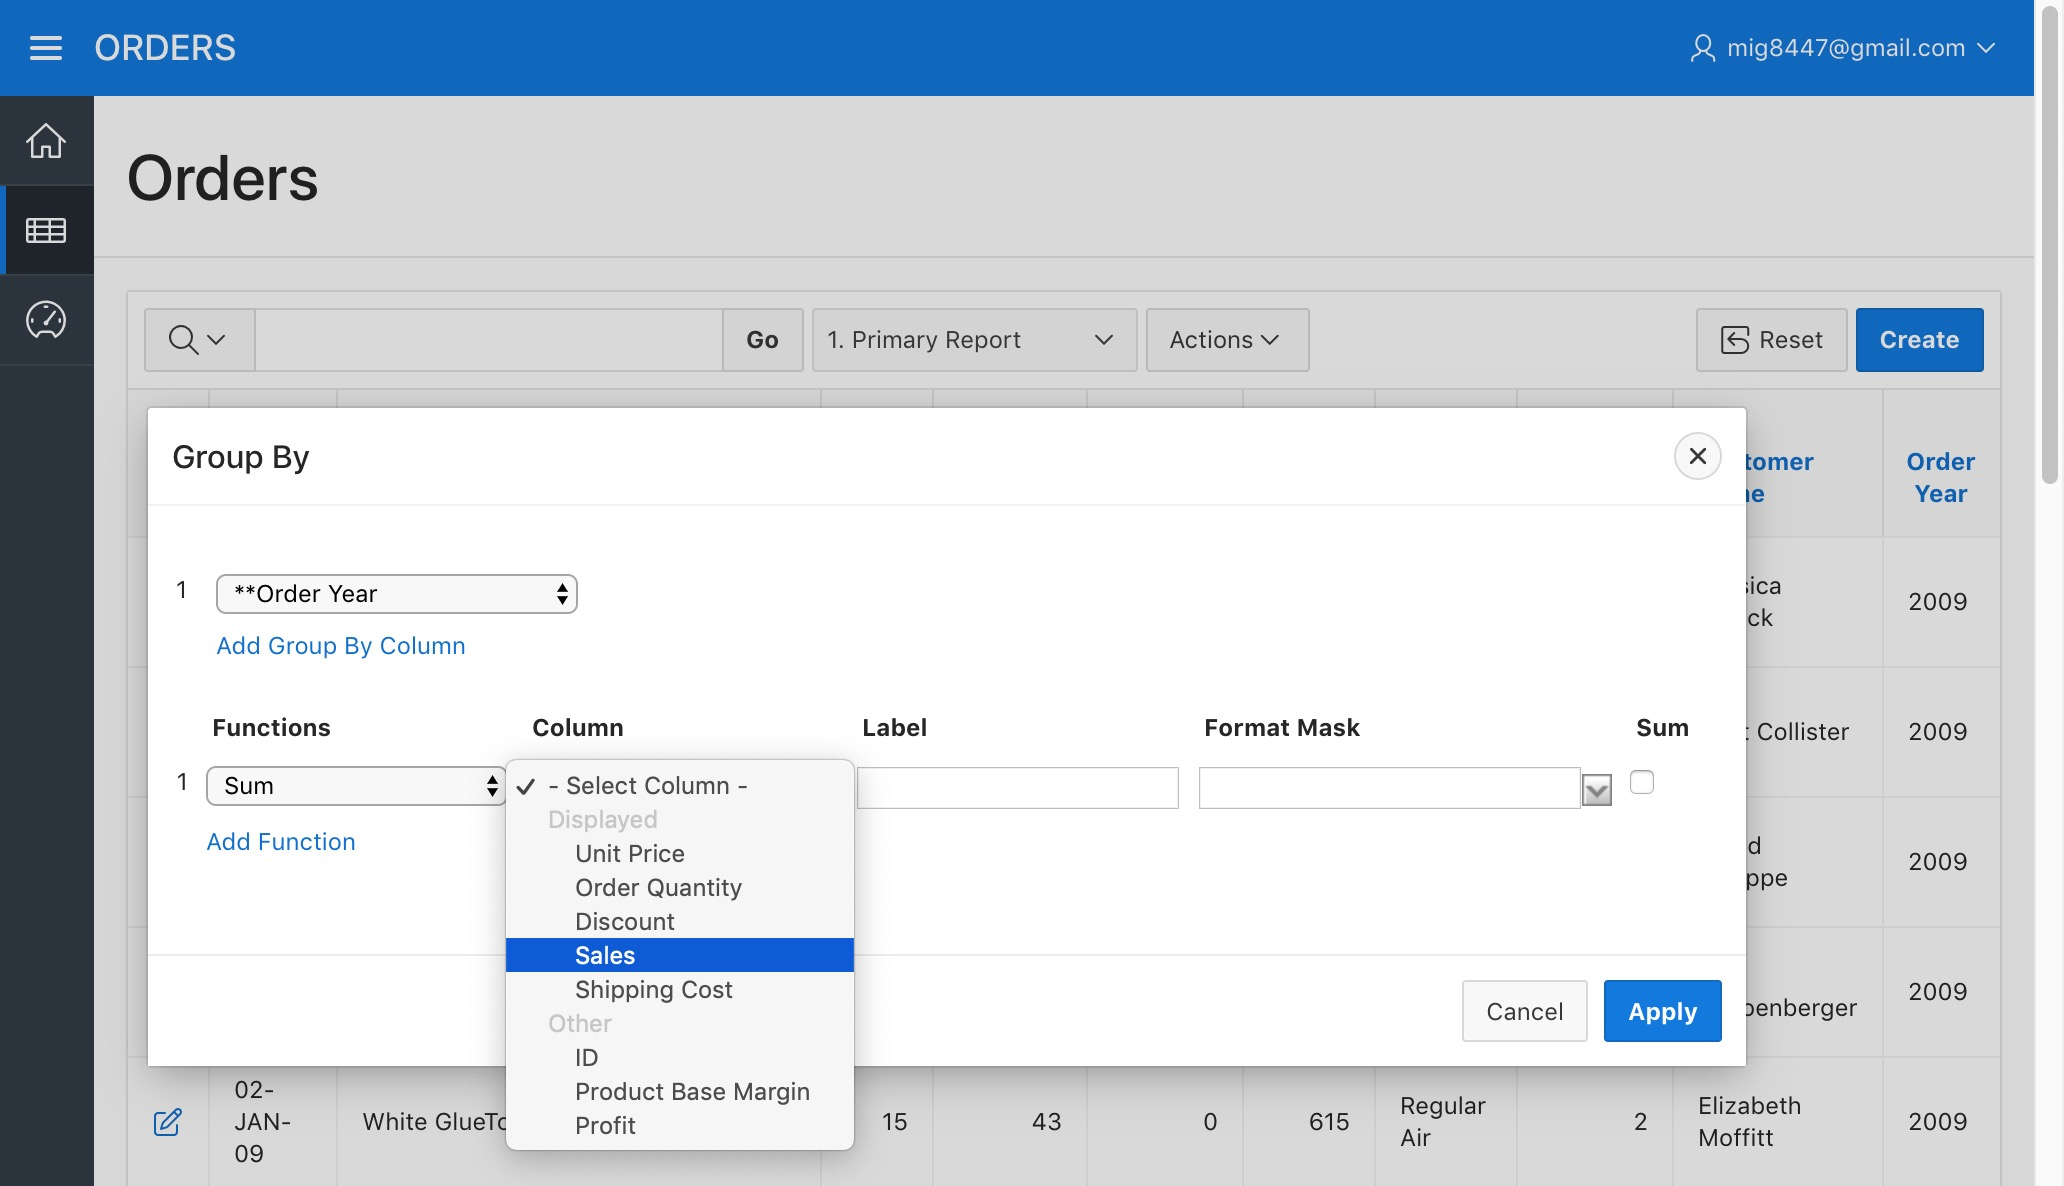 ORDERS
mig8447@gmail.com
Orders
Go
1. Primary Report
Actions
Reset
Create
Group By
tomer
Order
Year
1
**Order Year
Add Group By Column
2009
ck
Functions
Column
Label
Format Mask
Sum
Collister
2009
1
Sum
- Select Column -
Displayed
Add Function
Unit Price
Order Quantity
Discount
Sales
Shipping Cost
Other
ID
Product Base Margin
Profit
ppe
2009
Cancel
Apply
penberger
2009
02-
JAN-
09
White GlueTo
15
43
0
615
Regular
Air
2
Elizabeth
Moffitt
2009